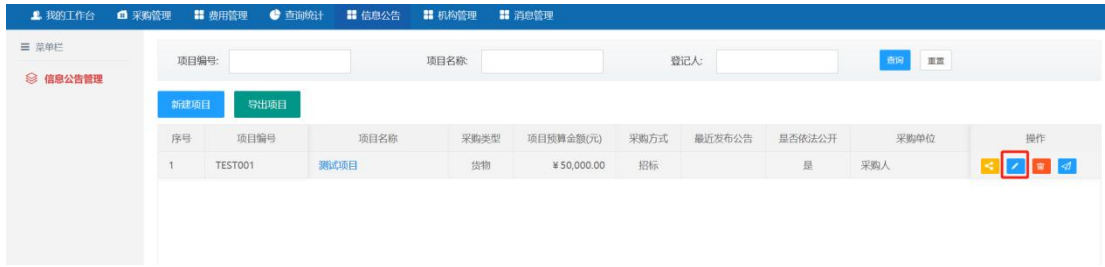 我的工作台 采购管理 费用管理 查询统计 信息公告 机构管理 消息管理
菜单栏
信息公告管理
项目编号: 项目名称: 登记人: 查询 重置
新建项目 导出项目
序号 项目编号 项目名称 采购类型 项目预算金额(元) 采购方式 最近发布公告 是否依法公开 采购单位 操作
1 TEST001 测试项目 货物 ¥50,000.00 招标 是 采购人